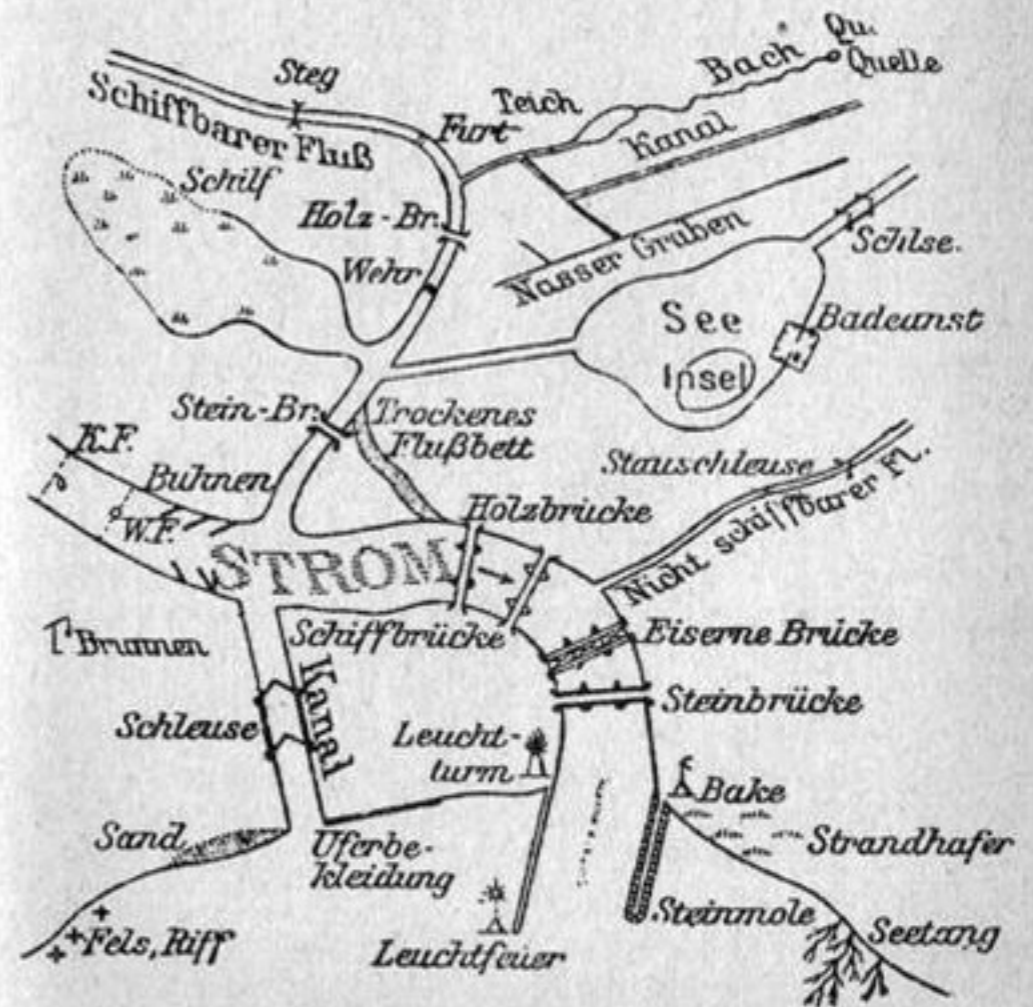 Qu.
Quelle
Bach
Steg
Teich
Furt
Kanal
Schiffbarer Fluß
Schilf
Holz-Br.
Wehr
Nasser Gruben
Schlse.
See
Insel
Badeanst
Stein-Br.
Trockenes
Flußbett
K.F.
Buhnen
W.F.
Stauschleuse
Nicht schiffbarer Fl.
Holzbrücke
STROM
Schiffbrücke
Eiserne Brücke
Brunnen
Kanal
Steinbrücke
Schleuse
Leucht-
turm
Bake
Sand
Uferbe-
kleidung
Strandhafer
Steinmole
Seetang
Fels, Riff
Leuchtfeuer